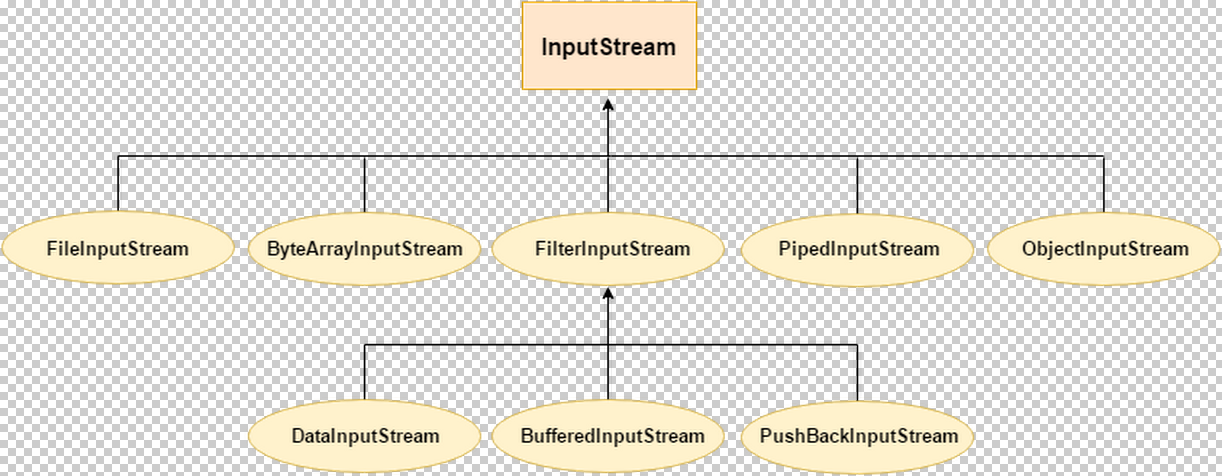 InputStream
FileInputStream
ByteArrayInputStream
FilterInputStream
PipedInputStream
ObjectInputStream
DataInputStream
BufferedInputStream
PushBackInputStream